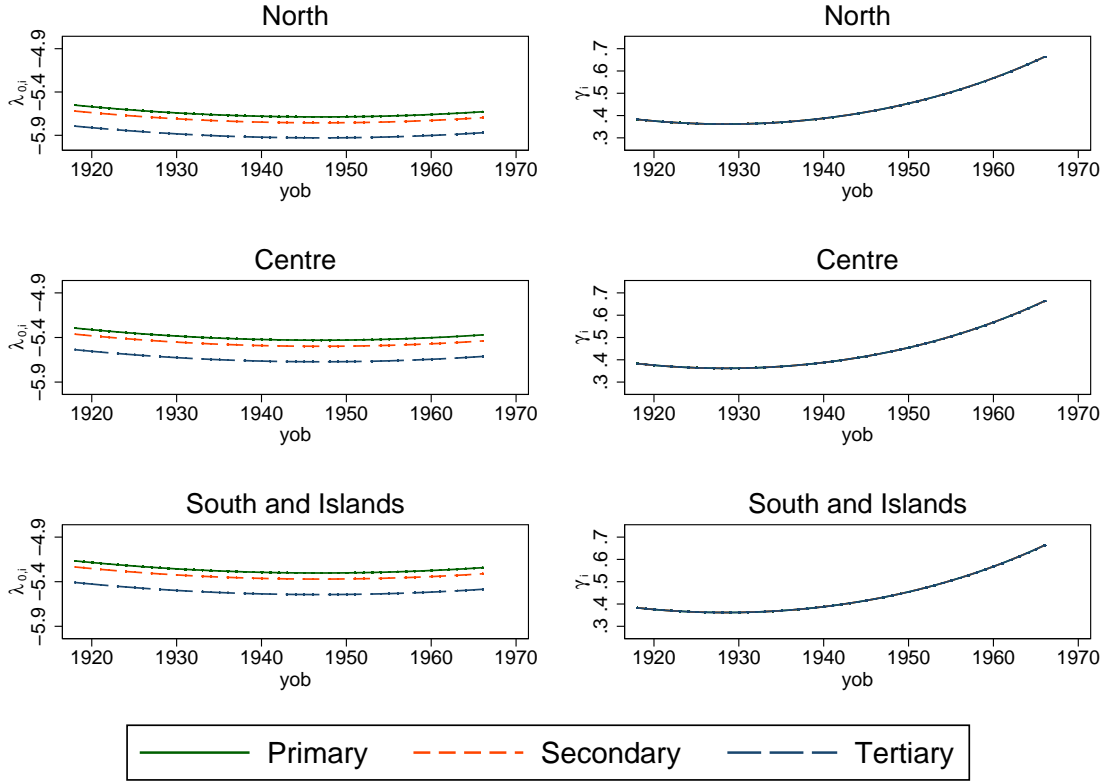 North
−4.9
−5.4
−5.9
λ0,i
1920 1930 1940 1950 1960 1970
yob
North
.7
.6
.5
.4
.3
γi
1920 1930 1940 1950 1960 1970
yob
Centre
−4.9
−5.4
−5.9
λ0,i
1920 1930 1940 1950 1960 1970
yob
Centre
.7
.6
.5
.4
.3
γi
1920 1930 1940 1950 1960 1970
yob
South and Islands
−4.9
−5.4
−5.9
λ0,i
1920 1930 1940 1950 1960 1970
yob
South and Islands
.7
.6
.5
.4
.3
γi
1920 1930 1940 1950 1960 1970
yob
Primary Secondary Tertiary